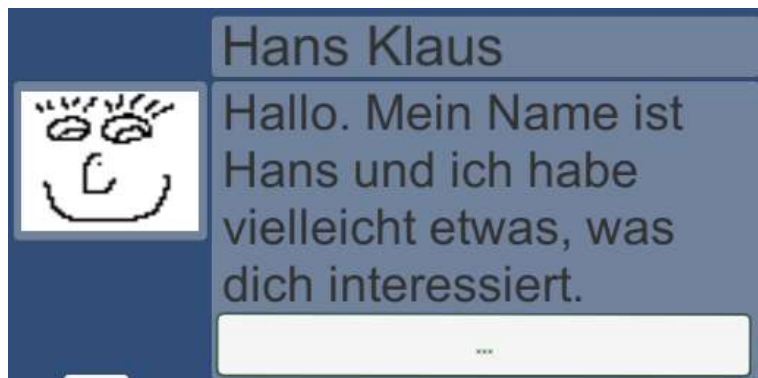 Hans Klaus
Hallo. Mein Name ist
Hans und ich habe
vielleicht etwas, was
dich interessiert.
...